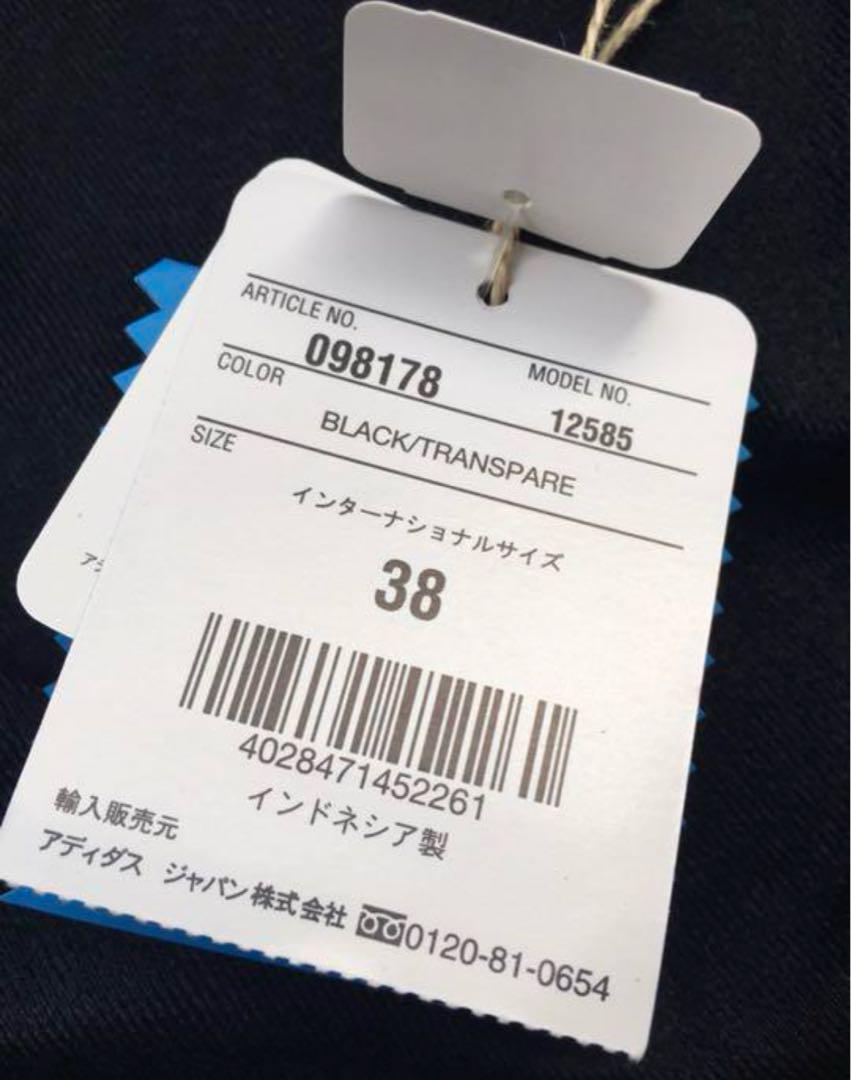 ARTICLE NO.
098178
MODEL NO.
12585
COLOR
BLACK/TRANSPARE
SIZE
インターナショナルサイズ
38
4028471452261
インドネシア製
輸入販売元
アディダス ジャパン株式会社 0120-81-0654
ア